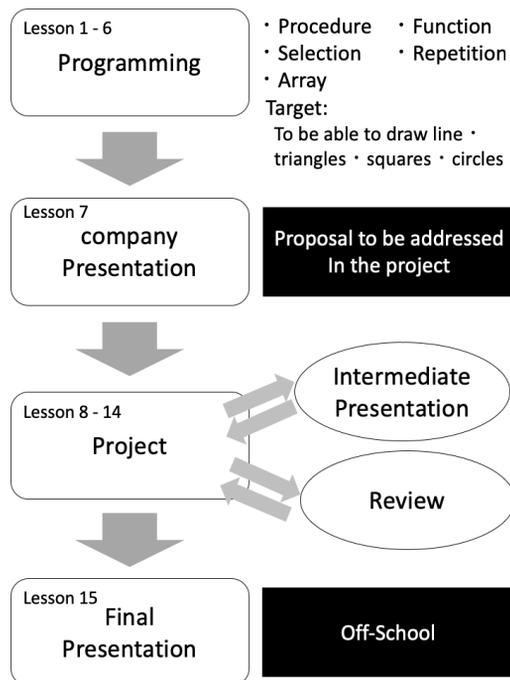 Lesson 1 - 6
Programming
・Procedure ・Function
・Selection ・Repetition
・Array
Target:
To be able to draw line・
triangles・squares・circles
Lesson 7
company
Presentation
Proposal to be addressed
In the project
Lesson 8 - 14
Project
Intermediate
Presentation
Review
Lesson 15
Final
Presentation
Off-School